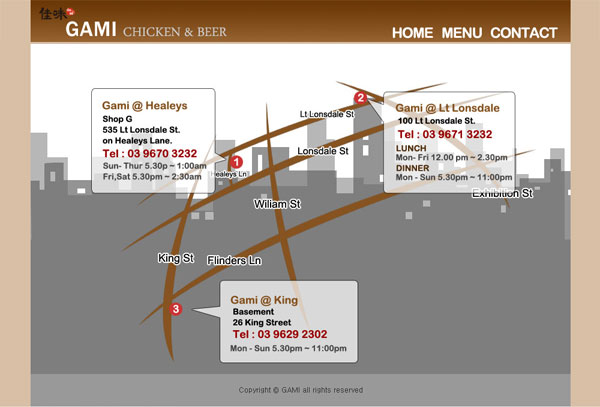 佳味 GAMI CHICKEN & BEER
HOME MENU CONTACT
Gami @ Healeys
Shop G
535 Lt Lonsdale St.
on Healeys Lane.
Tel : 03 9670 3232
Sun- Thur 5.30p ~ 1:00am
Fri,Sat 5.30pm ~ 2:30am
2
Gami @ Lt Lonsdale
100 Lt Lonsdale St.
Tel : 03 9671 3232
LUNCH
Mon- Fri 12.00 pm ~ 2.30pm
DINNER
Mon - Sun 5.30pm ~ 11:00pm
Lt Lonsdale St
Lonsdale St
1
Healeys Ln
Exhibition St
Wiliam St
King St
Flinders Ln
3
Gami @ King
Basement
26 King Street
Tel : 03 9629 2302
Mon - Sun 5.30pm ~ 11:00pm
Copyright © GAMI all rights reserved